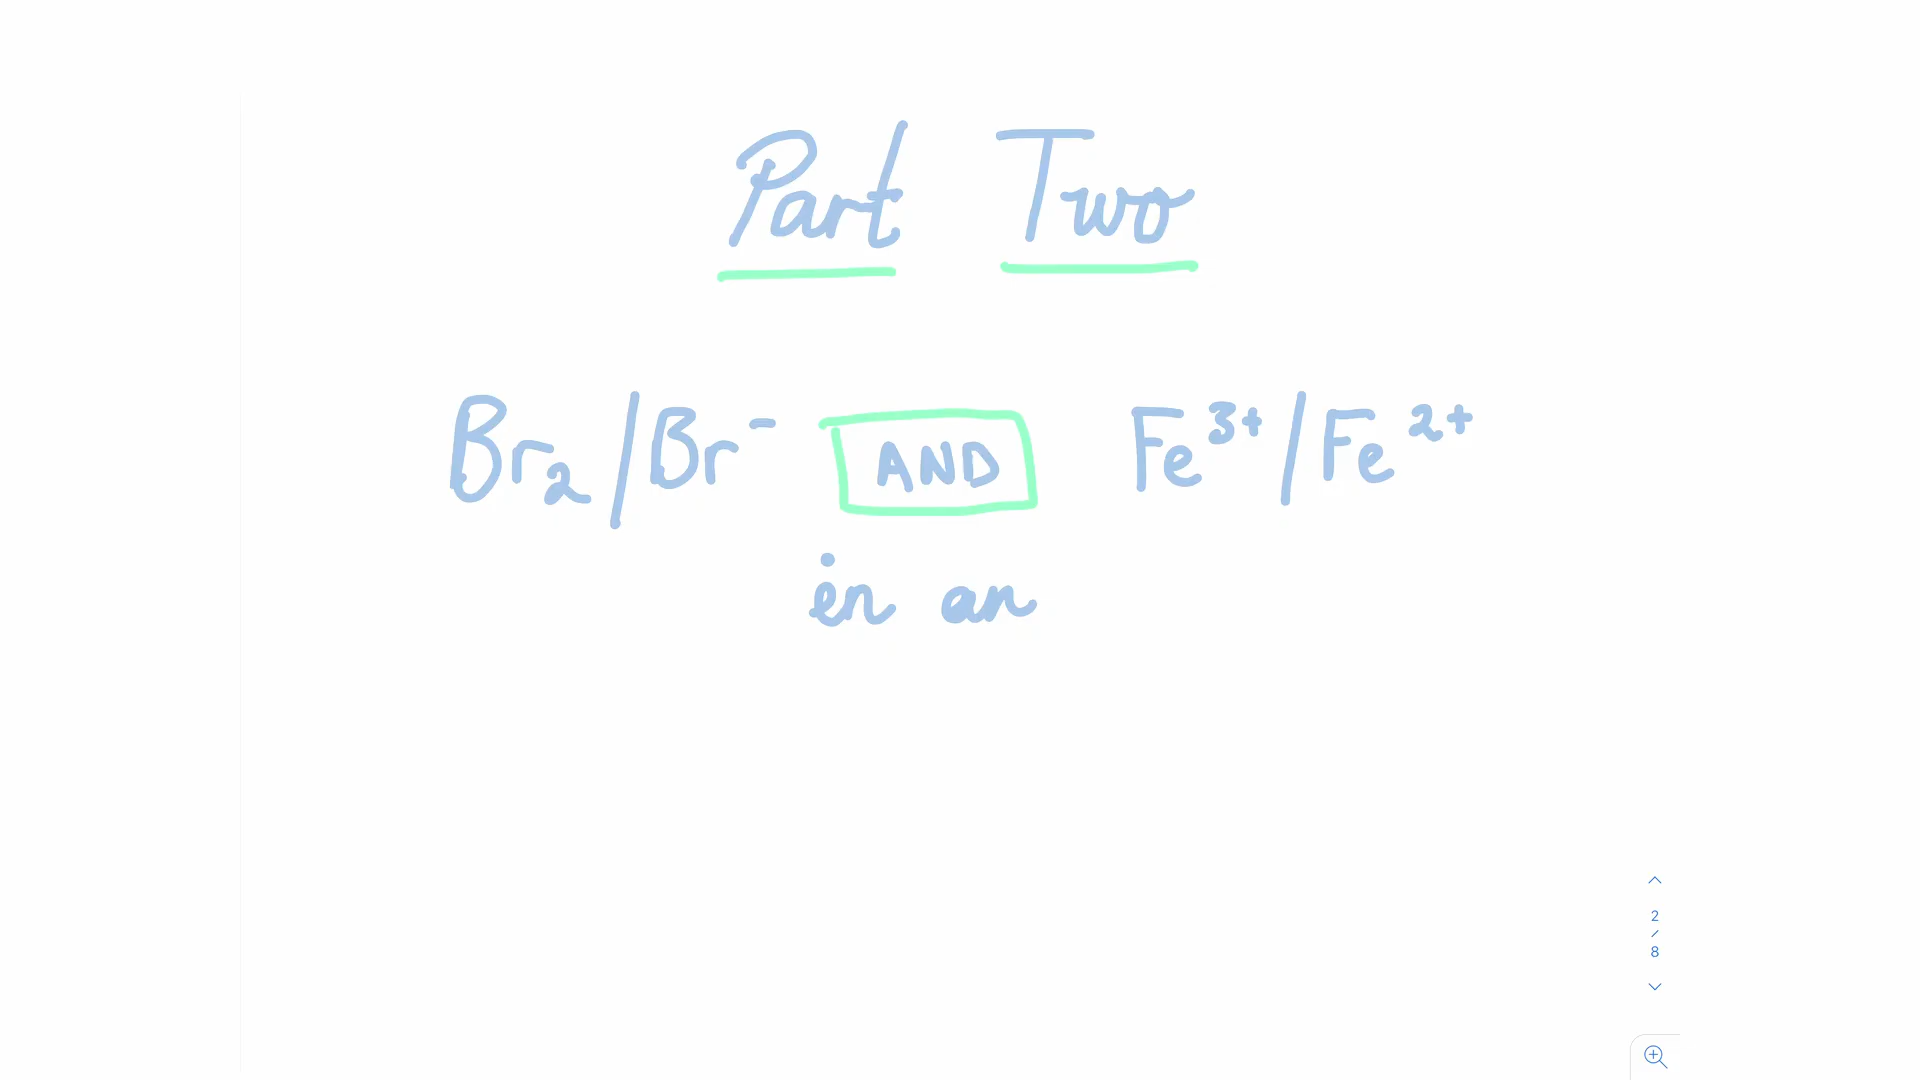 Part Two
Br₂/Br⁻ AND Fe³⁺/Fe²⁺
in an
2
/
8